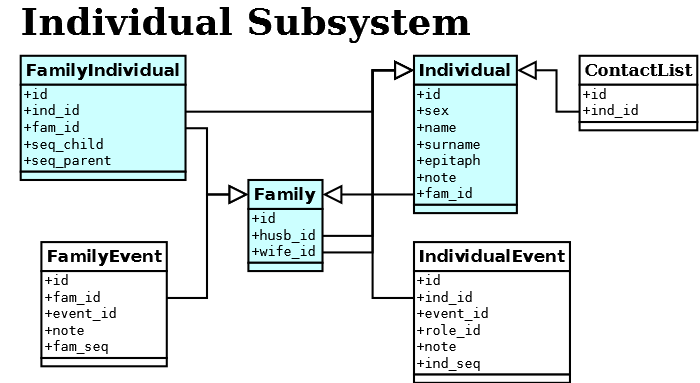 Individual Subsystem
FamilyIndividual
+id
+ind_id
+fam_id
+seq_child
+seq_parent
Individual
+id
+sex
+name
+surname
+epitaph
+note
+fam_id
ContactList
+id
+ind_id
Family
+id
+husb_id
+wife_id
FamilyEvent
+id
+fam_id
+event_id
+note
+fam_seq
IndividualEvent
+id
+ind_id
+event_id
+role_id
+note
+ind_seq